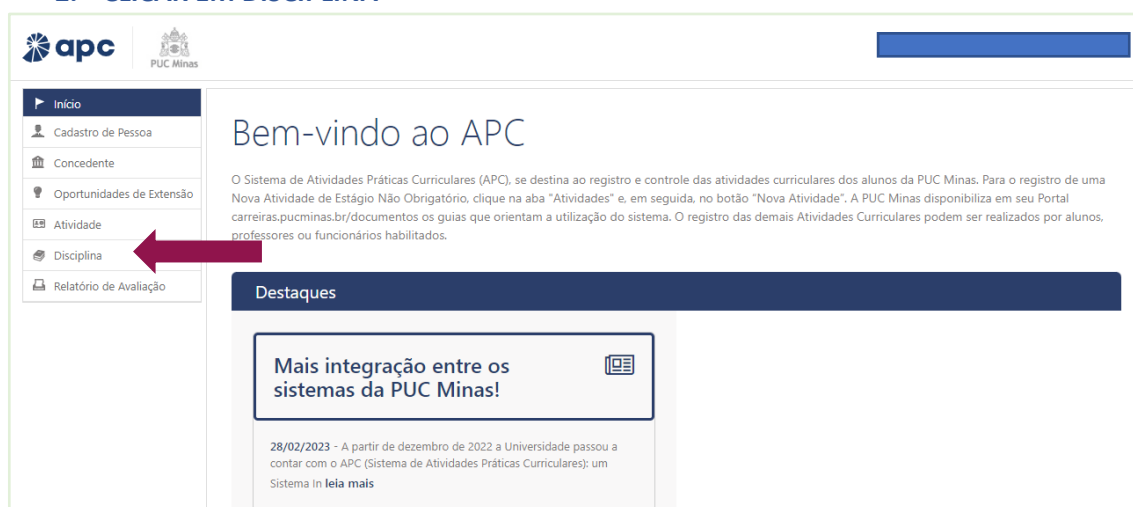 2. CLICAR EM DISCIPLINA
apc
PUC Minas
Início
Cadastro de Pessoa
Concedente
Oportunidades de Extensão
Atividade
Disciplina
Relatório de Avaliação
Bem-vindo ao APC
O Sistema de Atividades Práticas Curriculares (APC), se destina ao registro e controle das atividades curriculares dos alunos da PUC Minas. Para o registro de uma
Nova Atividade de Estágio Não Obrigatório, clique na aba "Atividades" e, em seguida, no botão "Nova Atividade". A PUC Minas disponibiliza em seu Portal
carreiras.pucminas.br/documentos os guias que orientam a utilização do sistema. O registro das demais Atividades Curriculares podem ser realizados por alunos,
professores ou funcionários habilitados.
Destaques
Mais integração entre os
sistemas da PUC Minas!
28/02/2023 - A partir de dezembro de 2022 a Universidade passou a
contar com o APC (Sistema de Atividades Práticas Curriculares): um
Sistema In leia mais